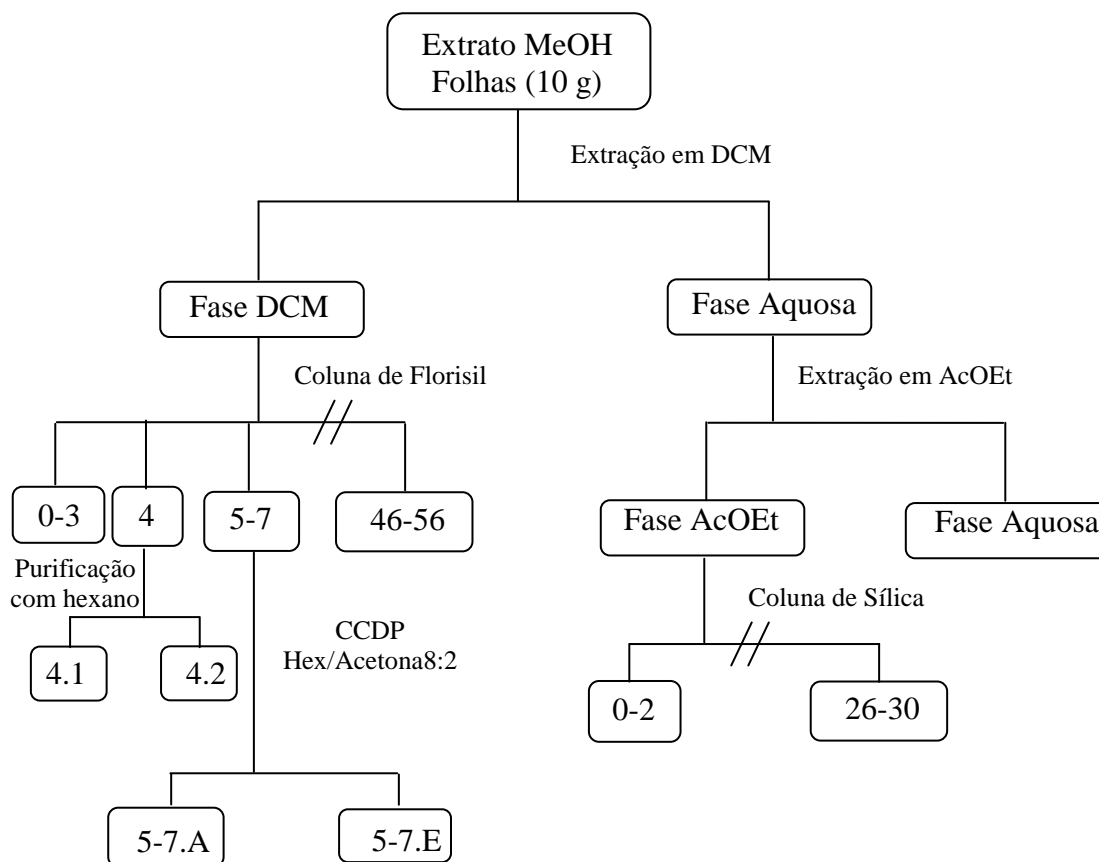 Extrato MeOH
Folhas (10 g)
Extração em DCM
Fase DCM
Fase Aquosa
Coluna de Florisil
Extração em AcOEt
0-3
4
5-7
46-56
Fase AcOEt
Fase Aquosa
Purificação
com hexano
Coluna de Sílica
CCDP
Hex/Acetona8:2
4.1
4.2
0-2
26-30
5-7.A
5-7.E